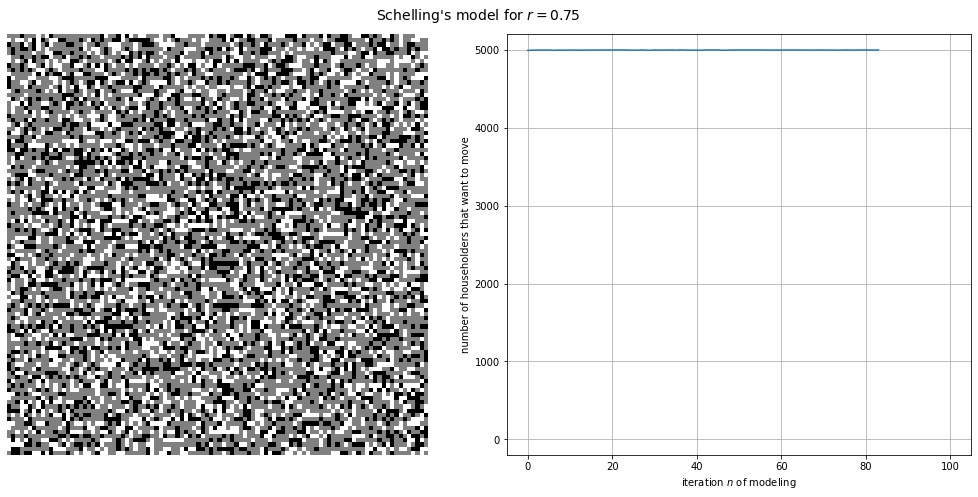 Schelling's model for r = 0.75
number of householders that want to move
5000
4000
3000
2000
1000
0
0 20 40 60 80 100
iteration n of modeling